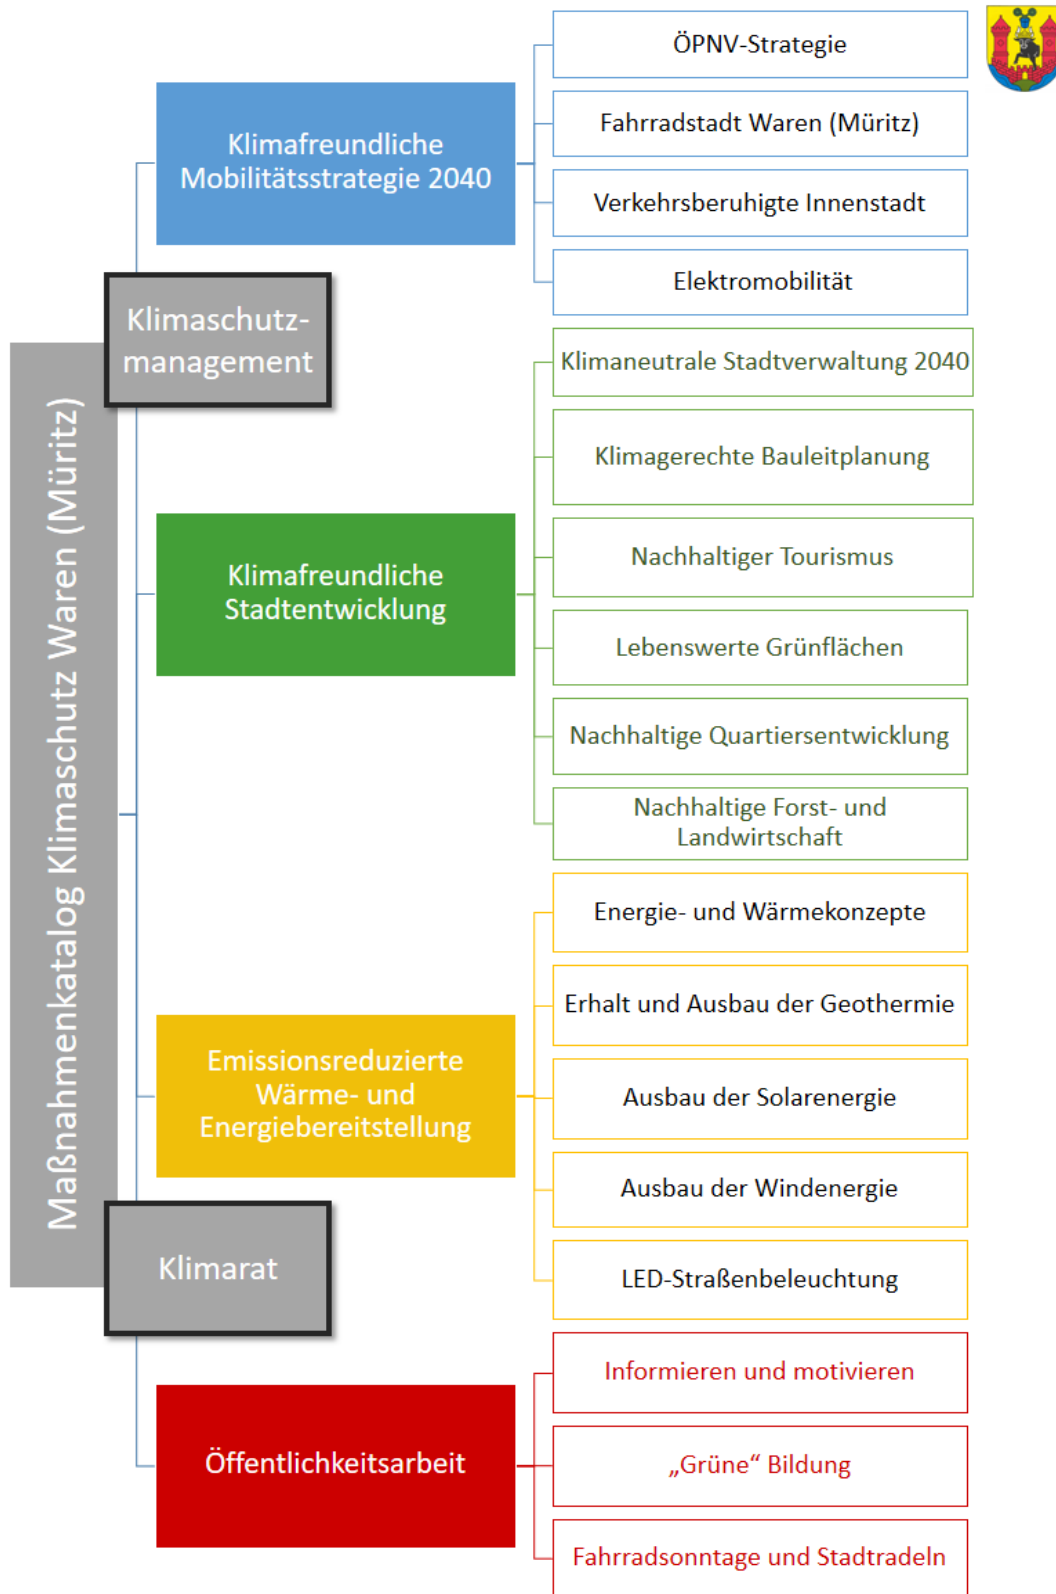 Maßnahmenkatalog Klimaschutz Waren (Müritz)
Klimaschutz-
management
Klimarat
Klimafreundliche
Mobilitätsstrategie 2040
ÖPNV-Strategie
Fahrradstadt Waren (Müritz)
Verkehrsberuhigte Innenstadt
Elektromobilität
Klimafreundliche
Stadtentwicklung
Klimaneutrale Stadtverwaltung 2040
Klimagerechte Bauleitplanung
Nachhaltiger Tourismus
Lebenswerte Grünflächen
Nachhaltige Quartiersentwicklung
Nachhaltige Forst- und
Landwirtschaft
Emissionsreduzierte
Wärme- und
Energiebereitstellung
Energie- und Wärmekonzepte
Erhalt und Ausbau der Geothermie
Ausbau der Solarenergie
Ausbau der Windenergie
LED-Straßenbeleuchtung
Öffentlichkeitsarbeit
Informieren und motivieren
„Grüne“ Bildung
Fahrradsonntage und Stadtradeln